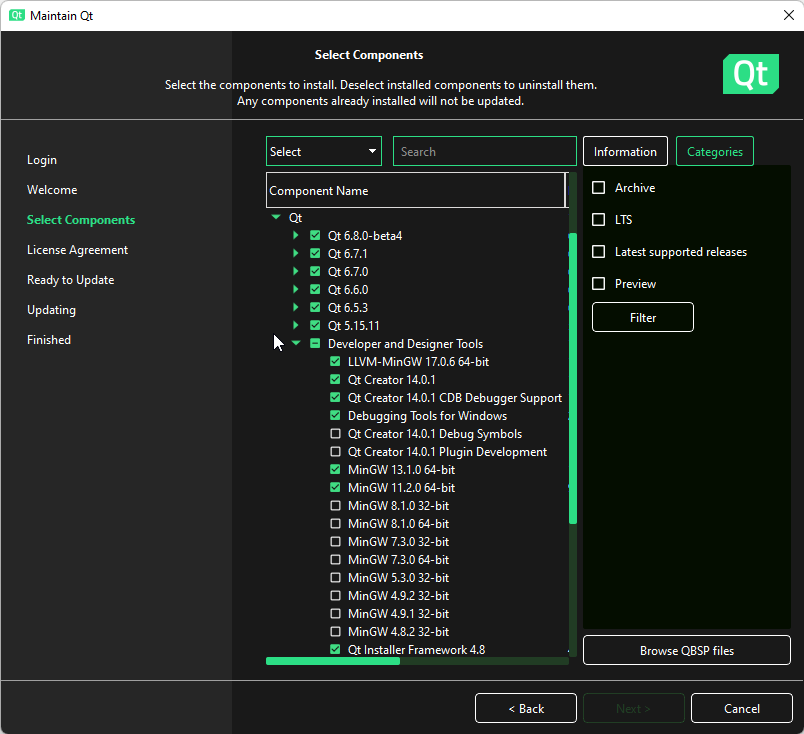 Qt Maintain Qt
Select Components
Select the components to install. Deselect installed components to uninstall them.
Any components already installed will not be updated.
Qt
Login
Welcome
Select Components
License Agreement
Ready to Update
Updating
Finished
Select
Search
Information
Categories
Component Name
Qt
Qt 6.8.0-beta4
Qt 6.7.1
Qt 6.7.0
Qt 6.6.0
Qt 6.5.3
Qt 5.15.11
Developer and Designer Tools
LLVM-MinGW 17.0.6 64-bit
Qt Creator 14.0.1
Qt Creator 14.0.1 CDB Debugger Support
Debugging Tools for Windows
Qt Creator 14.0.1 Debug Symbols
Qt Creator 14.0.1 Plugin Development
MinGW 13.1.0 64-bit
MinGW 11.2.0 64-bit
MinGW 8.1.0 32-bit
MinGW 8.1.0 64-bit
MinGW 7.3.0 32-bit
MinGW 7.3.0 64-bit
MinGW 5.3.0 32-bit
MinGW 4.9.2 32-bit
MinGW 4.9.1 32-bit
MinGW 4.8.2 32-bit
Qt Installer Framework 4.8
Archive
LTS
Latest supported releases
Preview
Filter
Browse QBSP files
< Back
Next >
Cancel